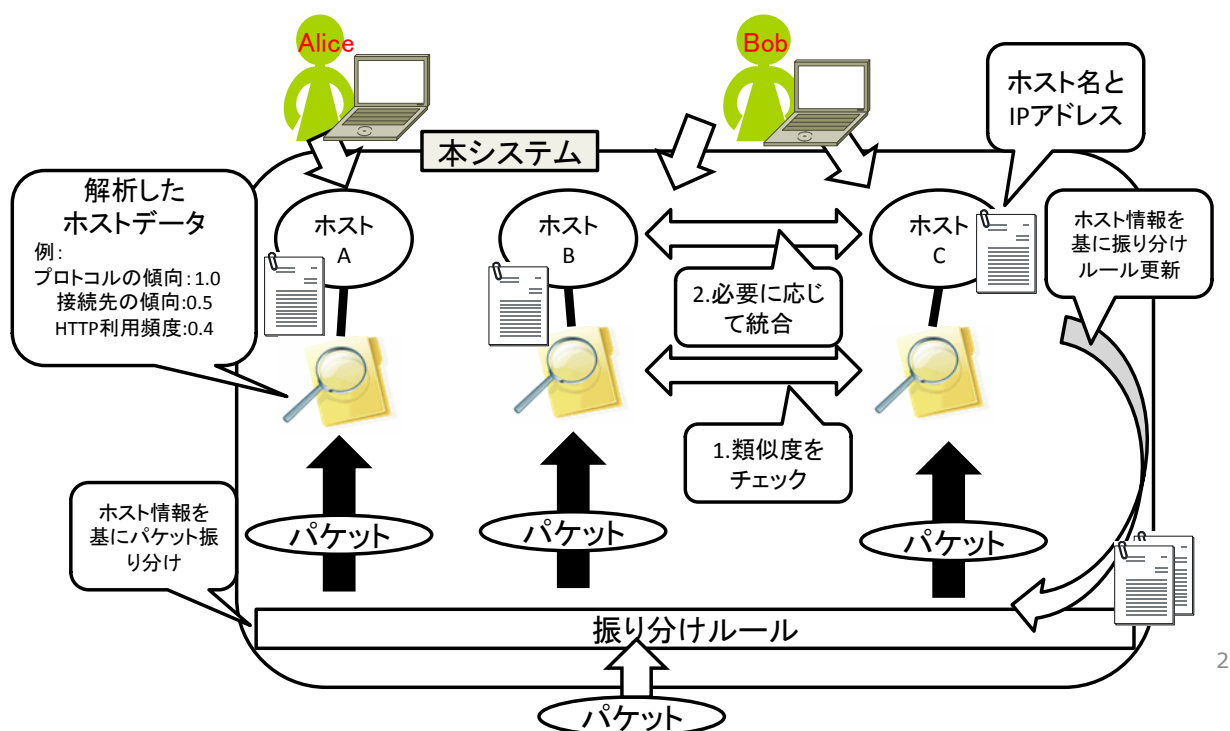 Alice
Bob
ホスト名と
IPアドレス
本システム
解析した
ホストデータ
例:
プロトコルの傾向:1.0
接続先の傾向:0.5
HTTP利用頻度:0.4
ホスト
A
ホスト
B
ホスト
C
ホスト情報を
基に振り分け
ルール更新
2.必要に応じ
て統合
1.類似度を
チェック
ホスト情報を
基にパケット振
り分け
パケット
パケット
パケット
振り分けルール
パケット
2